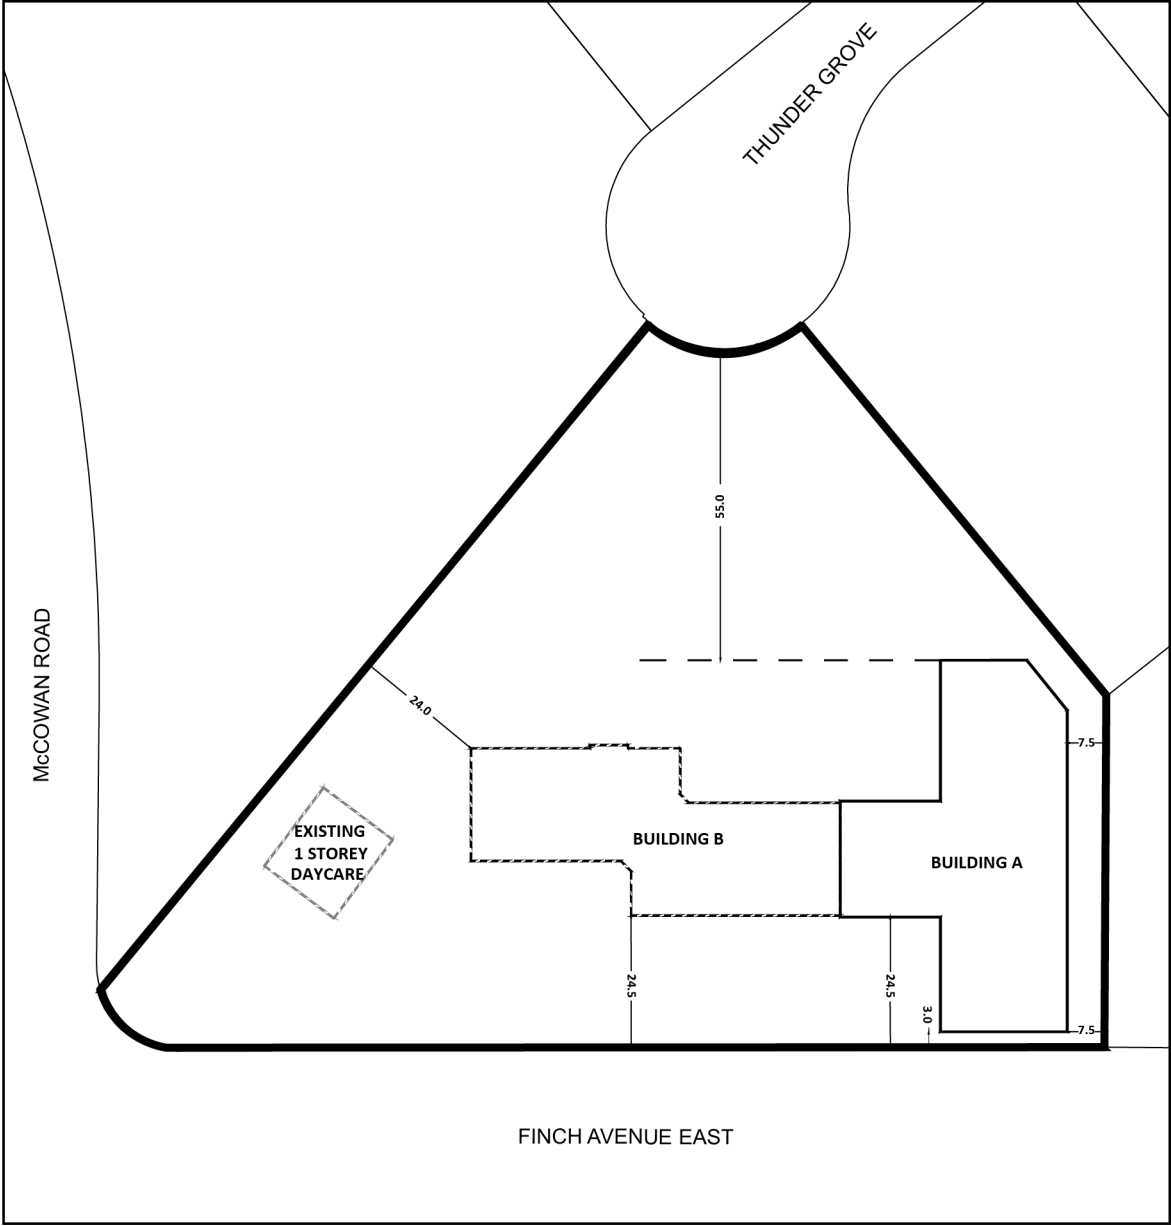 THUNDER GROVE
55.0
McCOWAN ROAD
24.0
7.5
EXISTING
1 STOREY
DAYCARE
BUILDING B
BUILDING A
24.5
24.5
3.0
7.5
FINCH AVENUE EAST